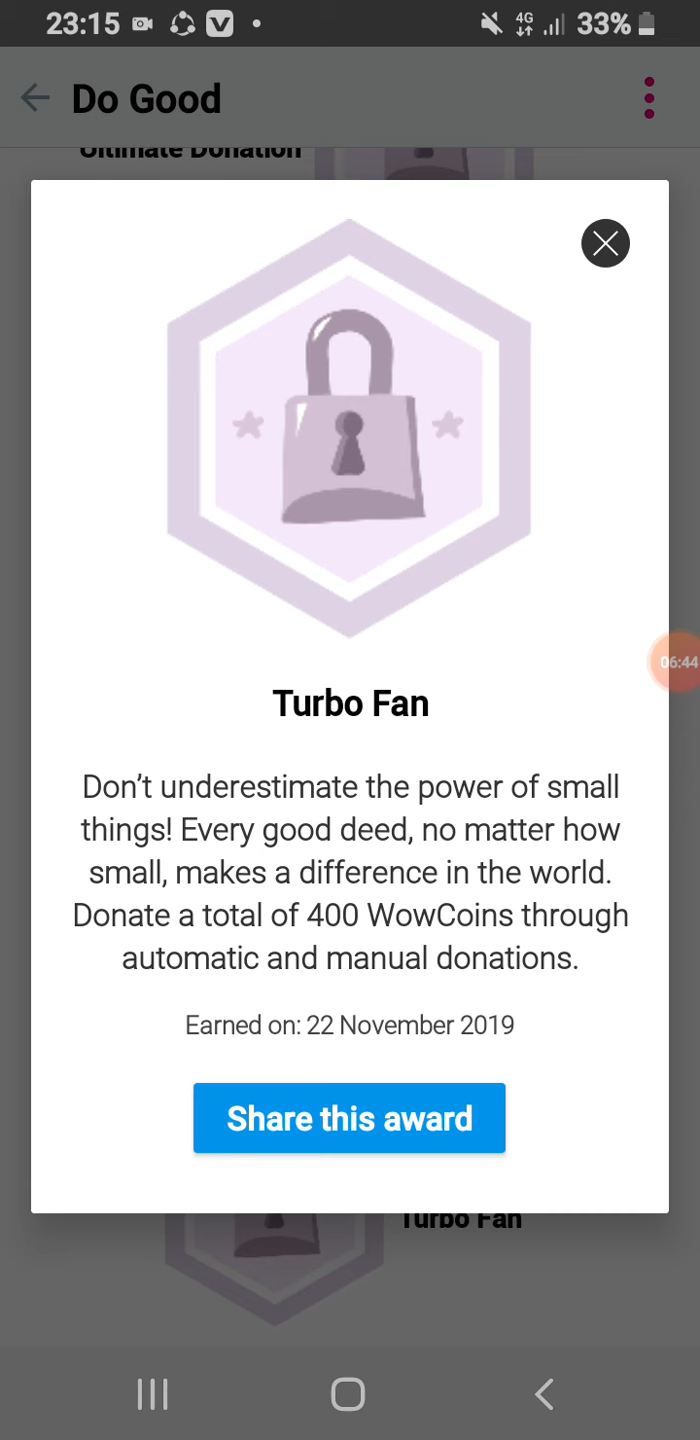 23:15
4G
33%
Do Good
Ultimate Donation
Turbo Fan
06:44
Don't underestimate the power of small
things! Every good deed, no matter how
small, makes a difference in the world.
Donate a total of 400 WowCoins through
automatic and manual donations.
Earned on: 22 November 2019
Share this award
Turbo Fan